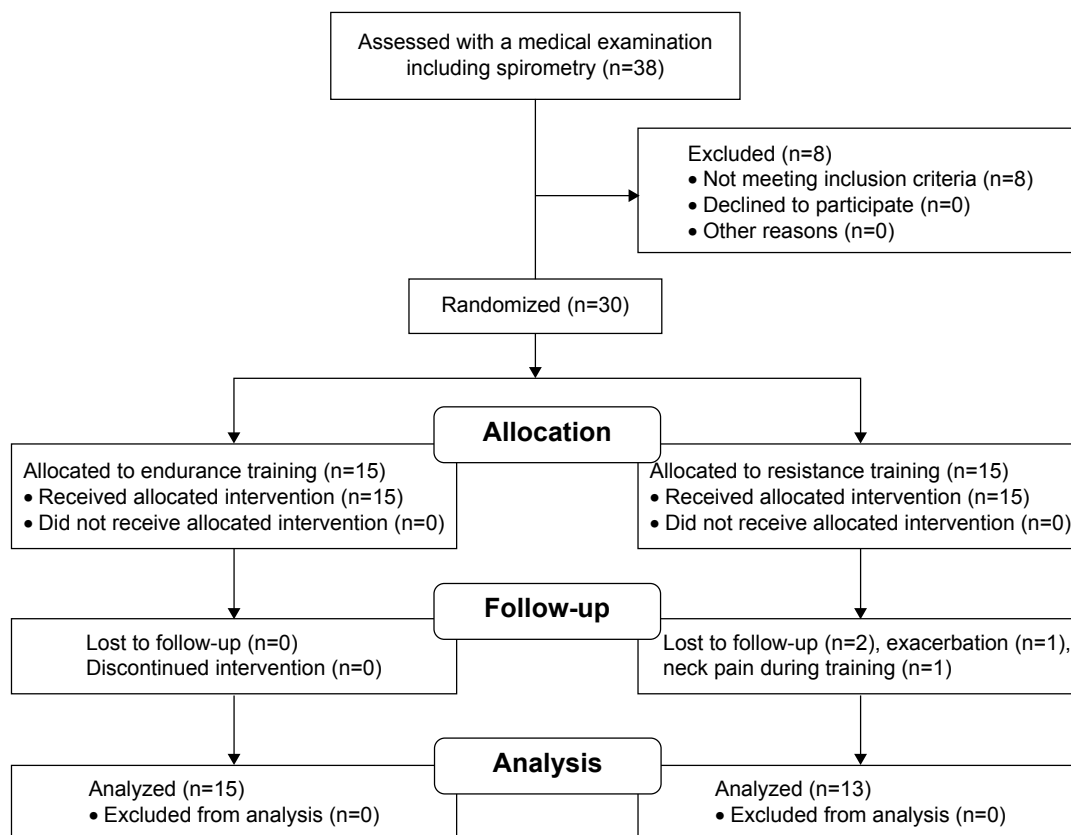 Assessed with a medical examination
including spirometry (n=38)
Excluded (n=8)
• Not meeting inclusion criteria (n=8)
• Declined to participate (n=0)
• Other reasons (n=0)
Randomized (n=30)
Allocation
Allocated to endurance training (n=15)
• Received allocated intervention (n=15)
• Did not receive allocated intervention (n=0)
Allocated to resistance training (n=15)
• Received allocated intervention (n=15)
• Did not receive allocated intervention (n=0)
Follow-up
Lost to follow-up (n=0)
Discontinued intervention (n=0)
Lost to follow-up (n=2), exacerbation (n=1),
neck pain during training (n=1)
Analysis
Analyzed (n=15)
• Excluded from analysis (n=0)
Analyzed (n=13)
• Excluded from analysis (n=0)